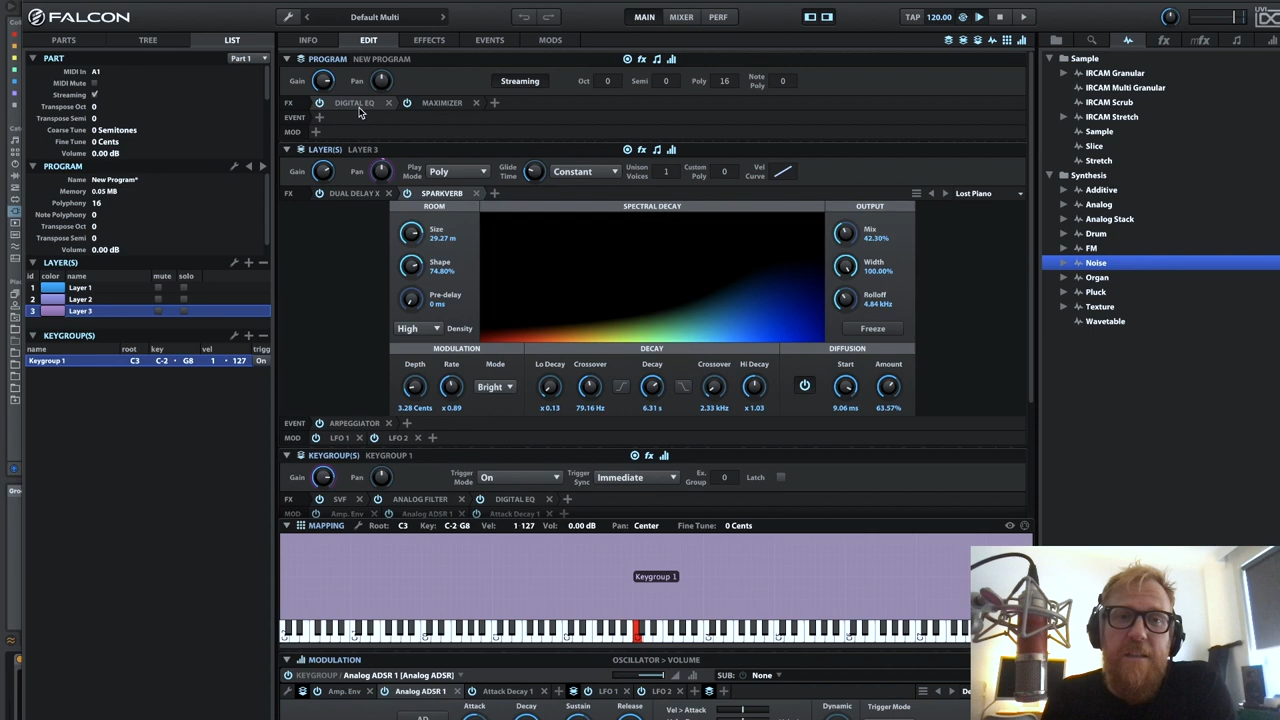 FALCON
Default Multi
MAIN MIXER PERF
TAP 120.00
UVI
PARTS TREE LIST
INFO EDIT EFFECTS EVENTS MODS
PART Part 1
MIDI In A1
MIDI Mute
Streaming
Transpose Oct 0
Transpose Semi 0
Coarse Tune 0 Semitones
Fine Tune 0 Cents
Volume 0.00 dB
PROGRAM
Name New Program*
Memory 0.05 MB
Polyphony 16
Note Polyphony 0
Transpose Oct 0
Transpose Semi 0
Volume 0.00 dB
LAYER(S)
id color name mute solo
1 Layer 1
2 Layer 2
3 Layer 3
KEYGROUP(S)
name root key vel trigg
Keygroup 1 C3 C-2 G8 1 127 On
PROGRAM NEW PROGRAM
Gain Pan Streaming Oct 0 Semi 0 Poly 16 Note Poly 0
FX DIGITAL EQ MAXIMIZER
EVENT
MOD
LAYER(S) LAYER 3
Gain Pan Play Mode Poly Glide Time Constant Unison Voices 1 Custom Poly 0 Vel Curve
FX DUAL DELAY X SPARKVERB Lost Piano
ROOM SPECTRAL DECAY OUTPUT
Size
29.27 m
Shape
74.80%
Pre-delay
0 ms
High Density
Mix
42.30%
Width
100.00%
Rolloff
4.84 kHz
Freeze
MODULATION DECAY DIFFUSION
Depth Rate Mode Lo Decay Crossover Decay Crossover Hi Decay Start Amount
Bright
3.28 Cents x 0.89 x 0.13 79.16 Hz 6.31 s 2.33 kHz x 1.03 9.06 ms 63.57%
EVENT ARPEGGIATOR
MOD LFO 1 LFO 2
KEYGROUP(S) KEYGROUP 1
Gain Pan Trigger Mode On Trigger Sync Immediate Ex. Group 0 Latch
FX SVF ANALOG FILTER DIGITAL EQ
MOD Amp. Env Analog ADSR 1 Attack Decay 1
MAPPING Root: C3 Key: C-2 G8 Vel: 1 127 Vol: 0.00 dB Pan: Center Fine Tune: 0 Cents
Keygroup 1
MODULATION OSCILLATOR > VOLUME
KEYGROUP / Analog ADSR 1 [Analog ADSR] SUB: None
Amp. Env Analog ADSR 1 Attack Decay 1 LFO 1 LFO 2
Attack Decay Sustain Release Vel > Attack Dynamic Trigger Mode
Sample
IRCAM Granular
IRCAM Multi Granular
IRCAM Scrub
IRCAM Stretch
Sample
Slice
Stretch
Synthesis
Additive
Analog
Analog Stack
Drum
FM
Noise
Organ
Pluck
Texture
Wavetable